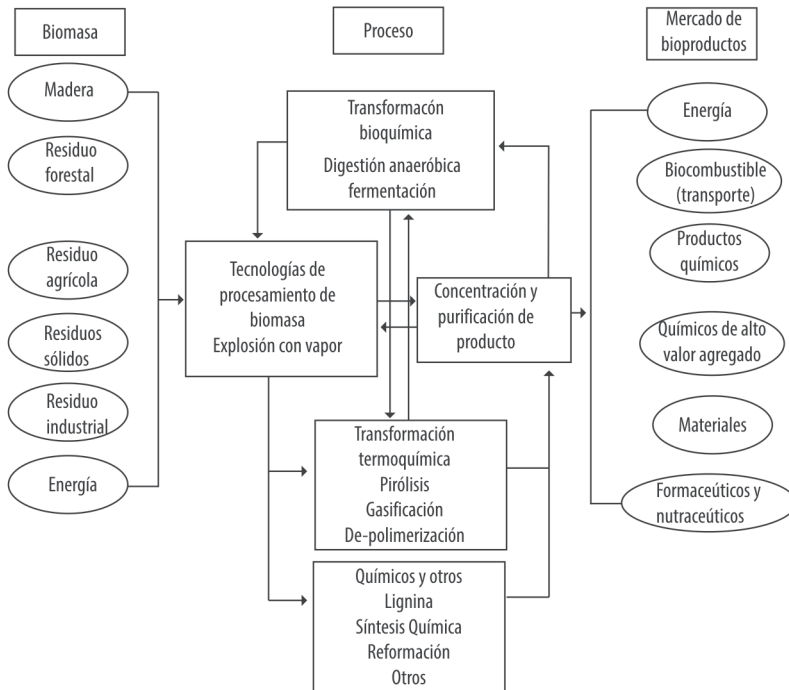 Biomasa
Proceso
Mercado de
bioproductos
Madera
Residuo
forestal
Residuo
agrícola
Residuos
sólidos
Residuo
industrial
Energía
Transformacón
bioquímica
Digestión anaeróbica
fermentación
Tecnologías de
procesamiento de
biomasa
Explosión con vapor
Concentración y
purificación de
producto
Transformación
termoquímica
Pirólisis
Gasificación
De-polimerización
Químicos y otros
Lignina
Síntesis Química
Reformación
Otros
Energía
Biocombustible
(transporte)
Productos
químicos
Químicos de alto
valor agregado
Materiales
Formaceúticos y
nutraceúticos